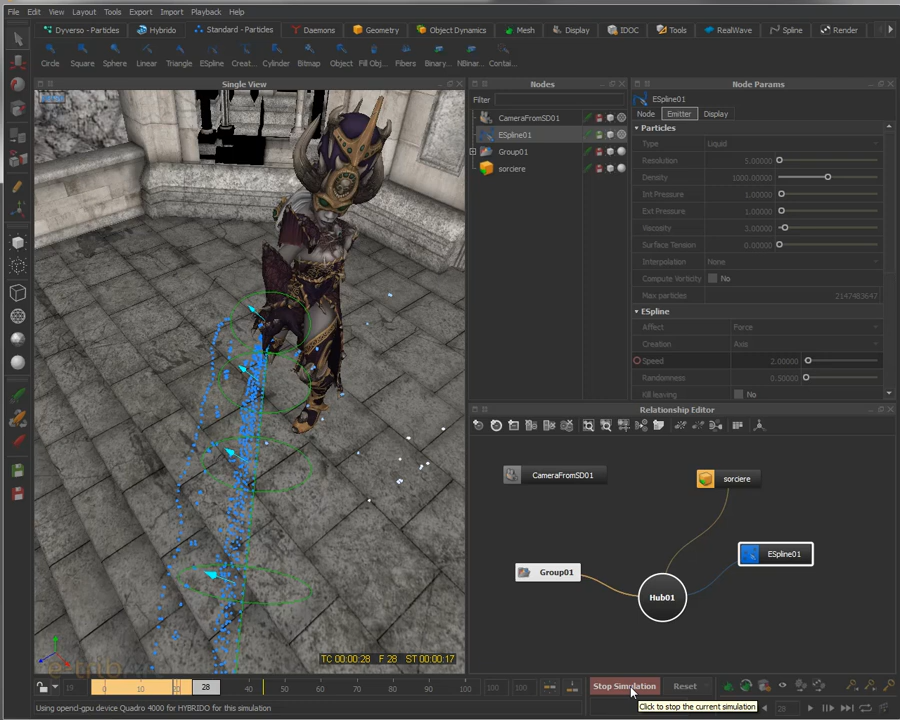 File Edit View Layout Tools Export Import Playback Help
Dyverso - Particles Hybrido Standard - Particles Daemons Geometry Object Dynamics Mesh Display IDOC Tools RealWave Spline Render
Circle Square Sphere Linear Triangle ESpline Creat... Cylinder Bitmap Object Fill Obj... Fibers Binary... NBinar... Contai...
Single View
Nodes
Filter
CameraFromSD01
ESpline01
Group01
sorciere
Node Params
ESpline01
Node Emitter Display
Particles
Type Liquid
Resolution 5.00000
Density 1000.00000
Int Pressure 1.00000
Ext Pressure 1.00000
Viscosity 3.00000
Surface Tension 0.00000
Interpolation None
Compute Vorticity No
Max particles 2147483647
ESpline
Affect Force
Creation Axis
Speed 2.00000
Randomness 0.50000
Kill leaving No
Relationship Editor
CameraFromSD01
sorciere
ESpline01
Group01
Hub01
TC 00:00:28 F 28 ST 00:00:17
19 0 10 20 28 40 50 60 70 80 90 100 100
Stop Simulation Reset
Click to stop the current simulation
28
Using opencl-gpu device Quadro 4000 for HYBRIDO for this simulation